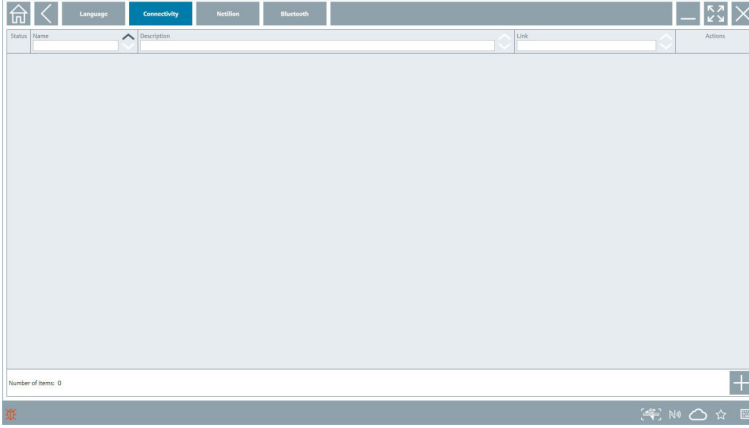 Language Connectivity Netilion Bluetooth
Status Name Description Link Actions
Number of items: 0